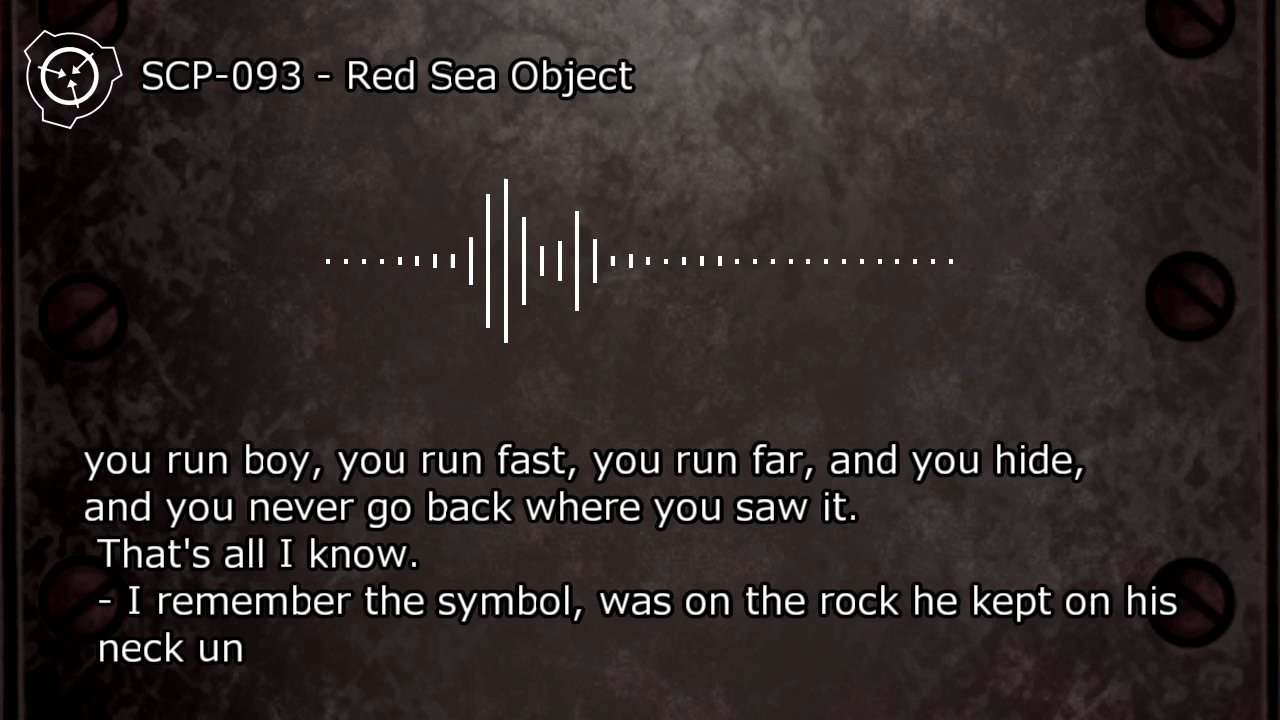 SCP-093 - Red Sea Object
you run boy, you run fast, you run far, and you hide,
and you never go back where you saw it.
That's all I know.
- I remember the symbol, was on the rock he kept on his
neck un